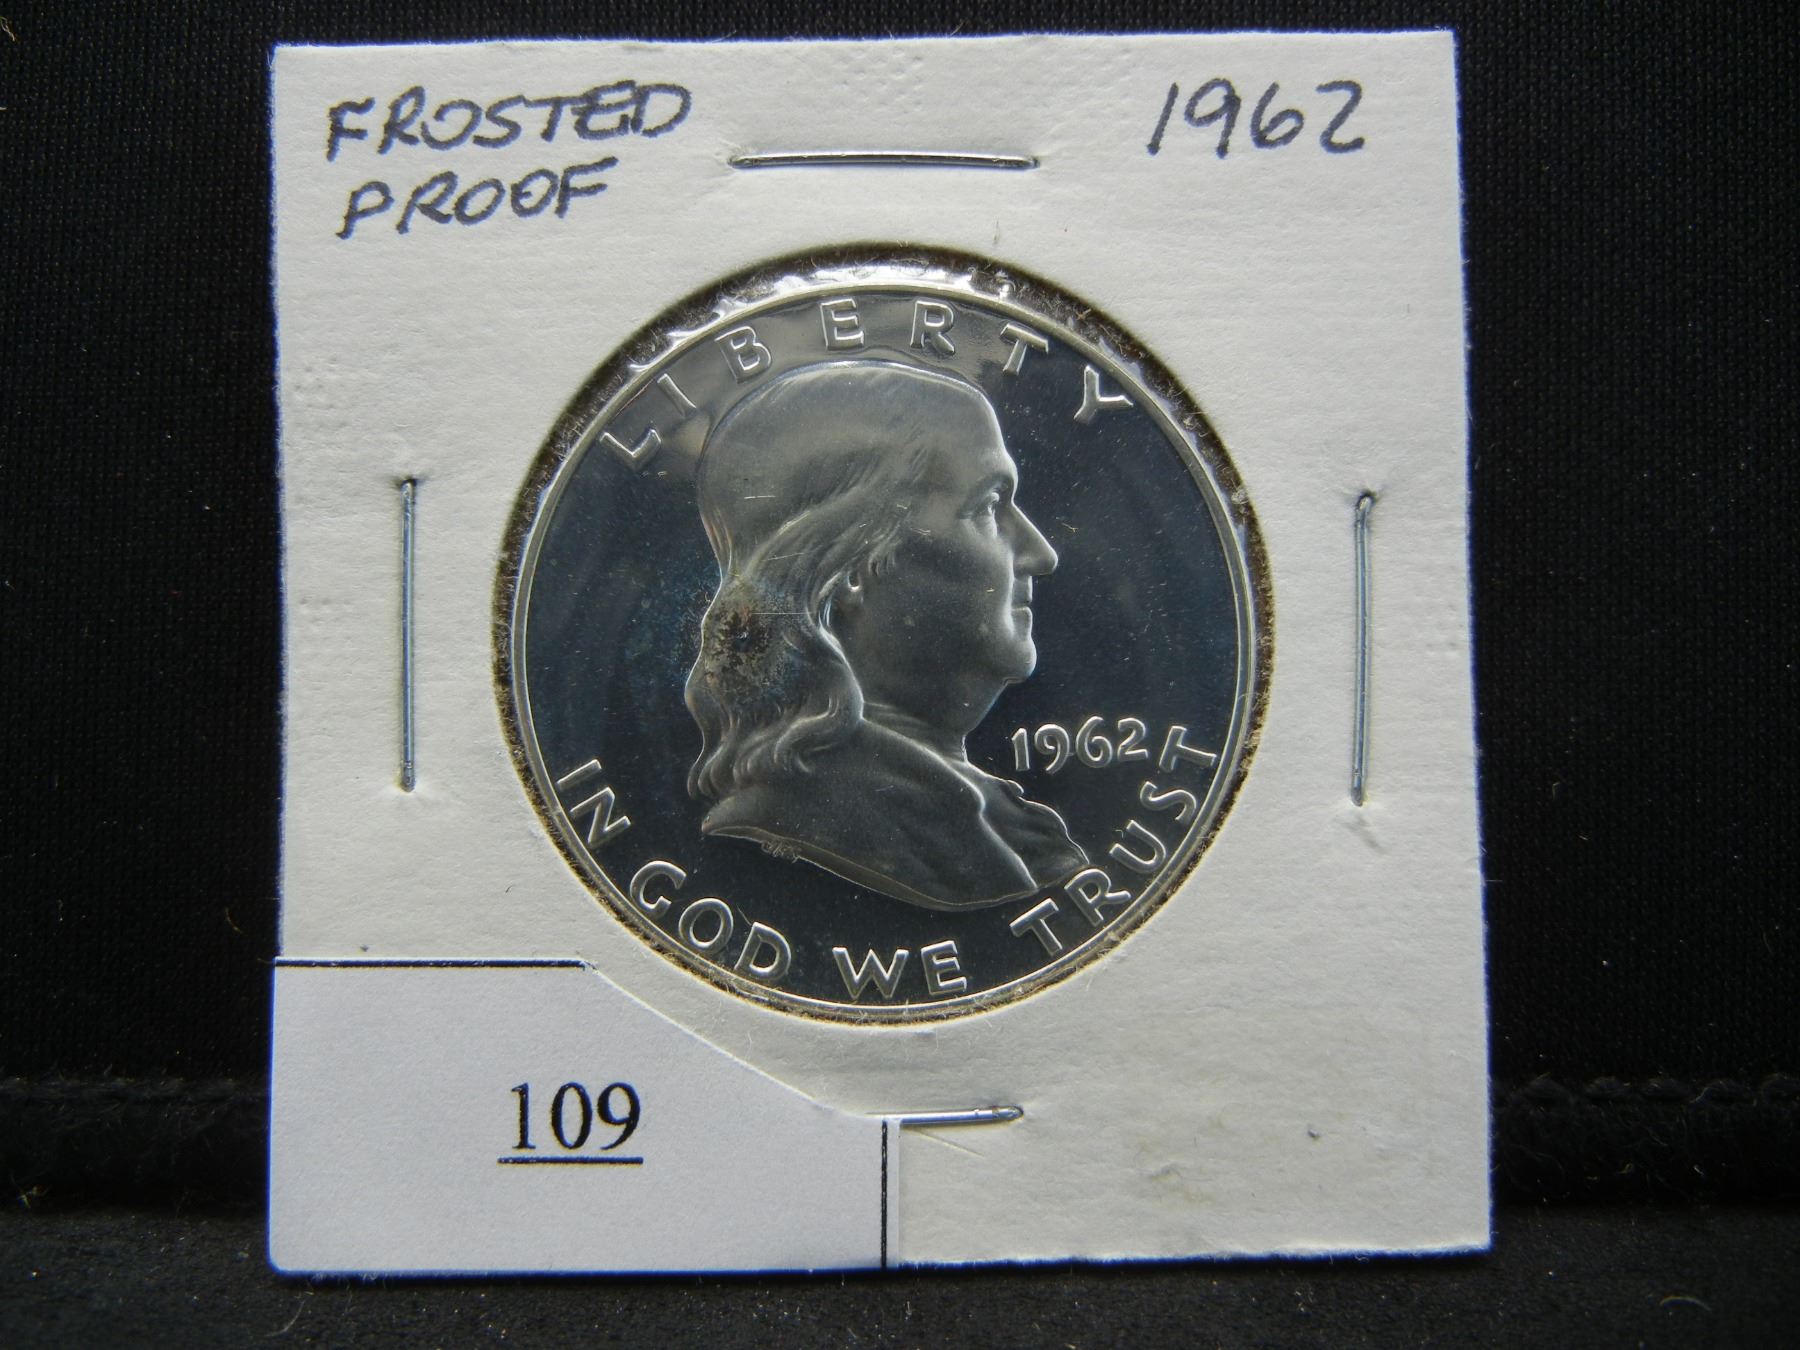 FROSTED
PROOF
1962
LIBERTY
1962
IN GOD WE TRUST
109